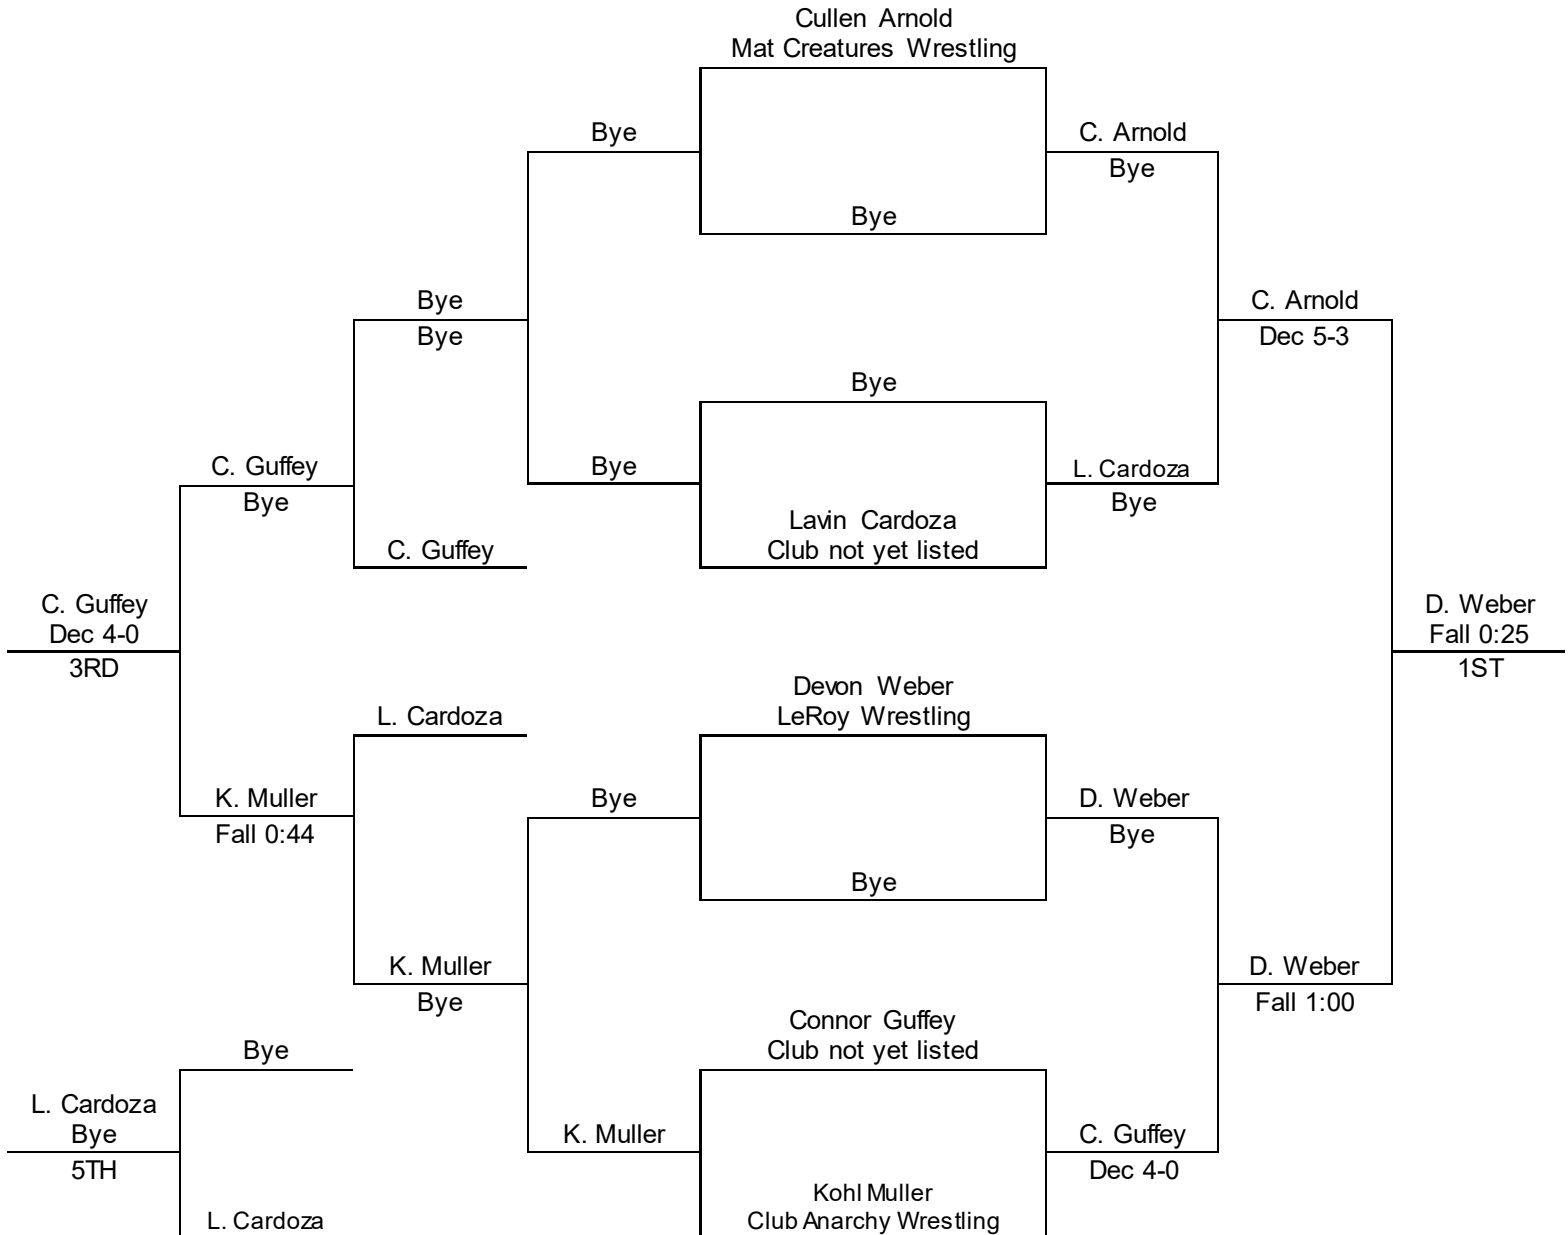 Cullen Arnold
Mat Creatures Wrestling
Bye
C. Arnold
Bye
Bye
Bye
C. Arnold
Bye
Dec 5-3
Bye
C. Guffey
Bye
L. Cardoza
Bye
Bye
Lavin Cardoza
Club not yet listed
C. Guffey
C. Guffey
Dec 4-0
3RD
D. Weber
Fall 0:25
1ST
Devon Weber
LeRoy Wrestling
L. Cardoza
K. Muller
Fall 0:44
Bye
D. Weber
Bye
Bye
K. Muller
Bye
D. Weber
Fall 1:00
Connor Guffey
Club not yet listed
Bye
L. Cardoza
Bye
5TH
K. Muller
C. Guffey
Dec 4-0
Kohl Muller
Club Anarchy Wrestling
L. Cardoza